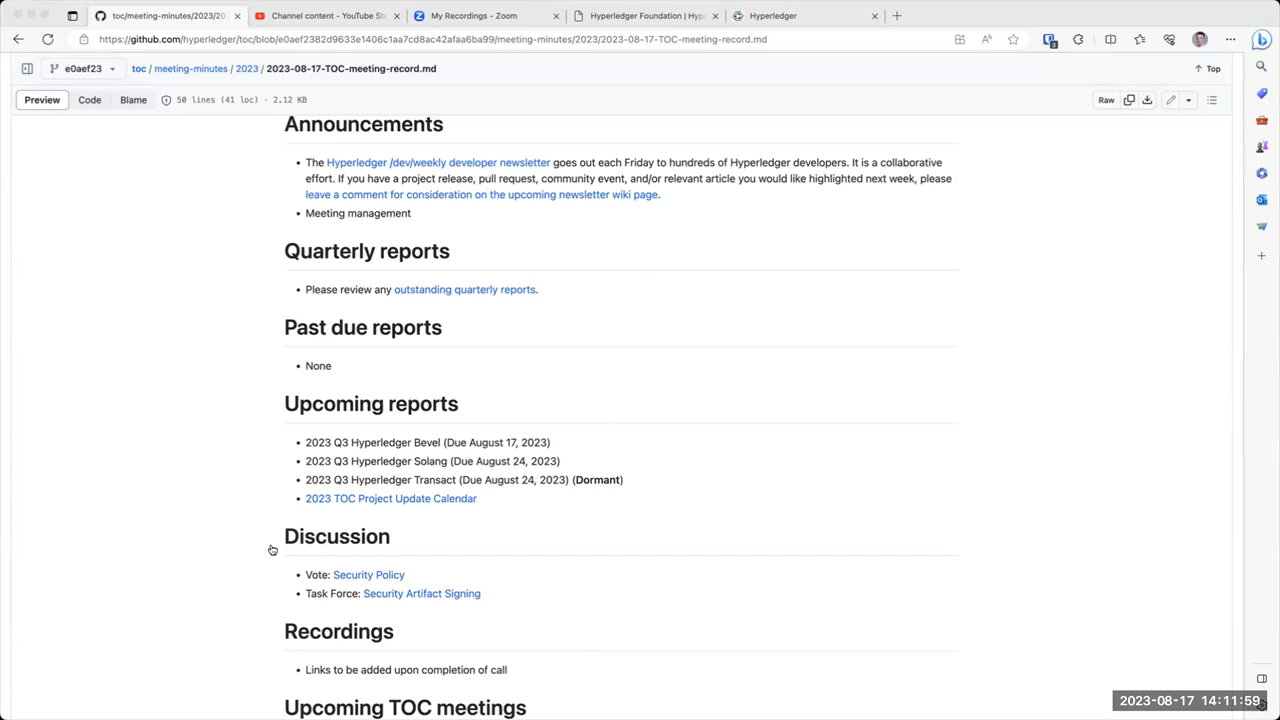 toc/meeting-minutes/2023/202
Channel content - YouTube St
My Recordings - Zoom
Hyperledger Foundation | Hyp
Hyperledger
https://github.com/hyperledger/toc/blob/e0aef2382d9633e1406c1aa7cd8ac42afaa6ba99/meeting-minutes/2023/2023-08-17-TOC-meeting-record.md
e0aef23
toc / meeting-minutes / 2023 / 2023-08-17-TOC-meeting-record.md
Top
Preview Code Blame 50 lines (41 loc) · 2.12 KB
Raw
Announcements
The Hyperledger /dev/weekly developer newsletter goes out each Friday to hundreds of Hyperledger developers. It is a collaborative
effort. If you have a project release, pull request, community event, and/or relevant article you would like highlighted next week, please
leave a comment for consideration on the upcoming newsletter wiki page.
Meeting management
Quarterly reports
Please review any outstanding quarterly reports.
Past due reports
None
Upcoming reports
2023 Q3 Hyperledger Bevel (Due August 17, 2023)
2023 Q3 Hyperledger Solang (Due August 24, 2023)
2023 Q3 Hyperledger Transact (Due August 24, 2023) (Dormant)
2023 TOC Project Update Calendar
Discussion
Vote: Security Policy
Task Force: Security Artifact Signing
Recordings
Links to be added upon completion of call
Upcoming TOC meetings
2023-08-17 14:11:59